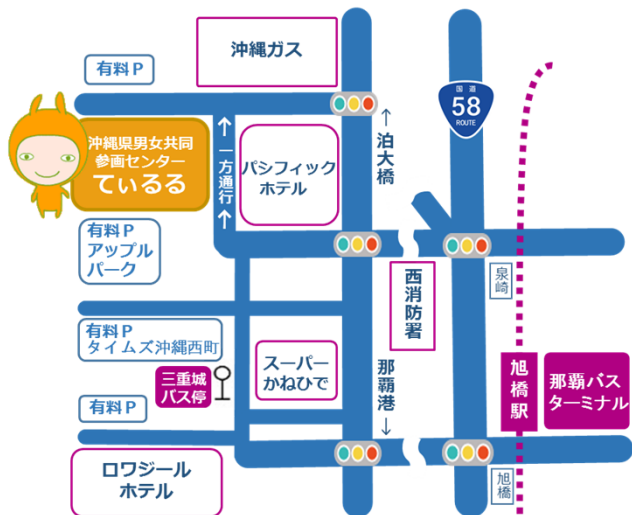 沖縄ガス
有料P
国道
58
ROUTE
沖縄県男女共同
参画センター
ているる
↑一方通行↑
パシフィック
ホテル
↑泊大橋
有料P
アップル
パーク
西消防署
泉崎
有料P
タイムズ沖縄西町
三重城
バス停
スーパー
かねひで
那覇港↓
旭橋駅
那覇バス
ターミナル
有料P
ロワジール
ホテル
旭橋